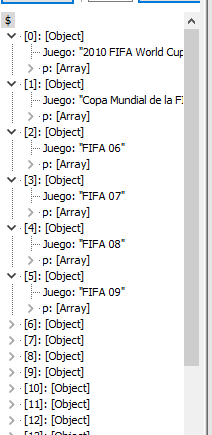 $
[0]: [Object]
Juego: "2010 FIFA World Cup
p: [Array]
[1]: [Object]
Juego: "Copa Mundial de la FI
p: [Array]
[2]: [Object]
Juego: "FIFA 06"
p: [Array]
[3]: [Object]
Juego: "FIFA 07"
p: [Array]
[4]: [Object]
Juego: "FIFA 08"
p: [Array]
[5]: [Object]
Juego: "FIFA 09"
p: [Array]
[6]: [Object]
[7]: [Object]
[8]: [Object]
[9]: [Object]
[10]: [Object]
[11]: [Object]
[12]: [Object]